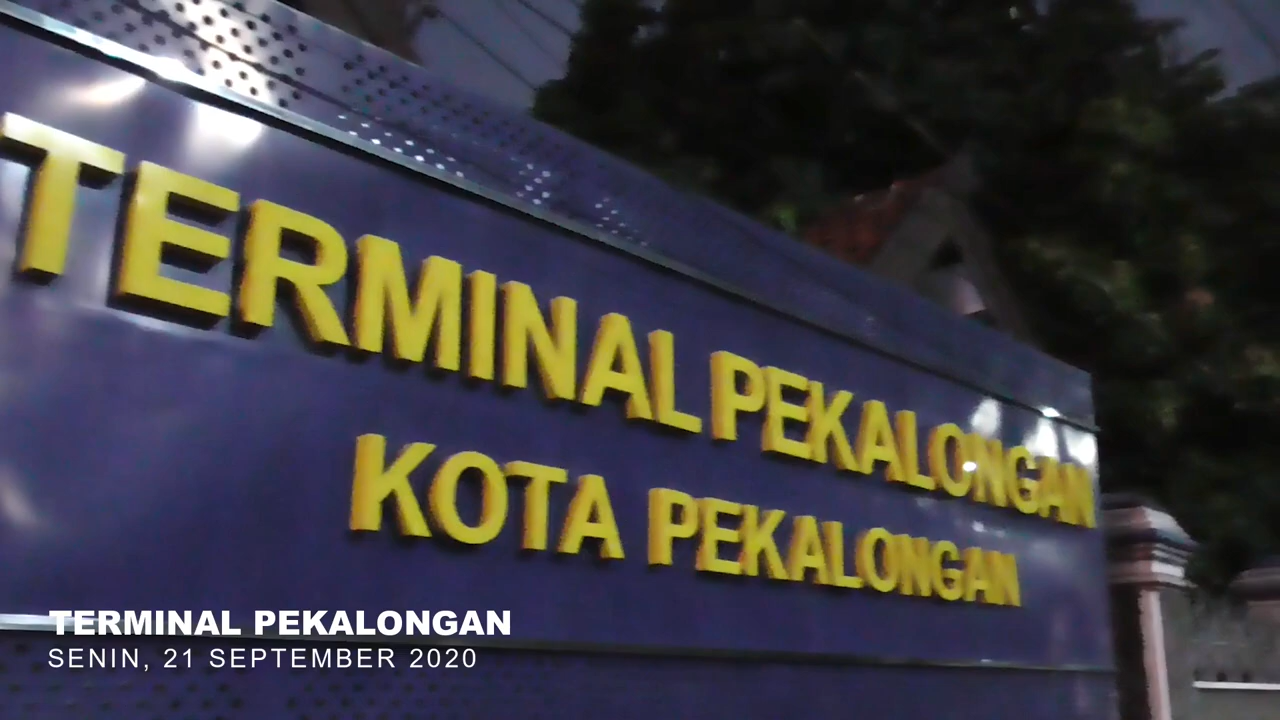 TERMINAL PEKALONGAN
KOTA PEKALONGAN
TERMINAL PEKALONGAN
SENIN, 21 SEPTEMBER 2020